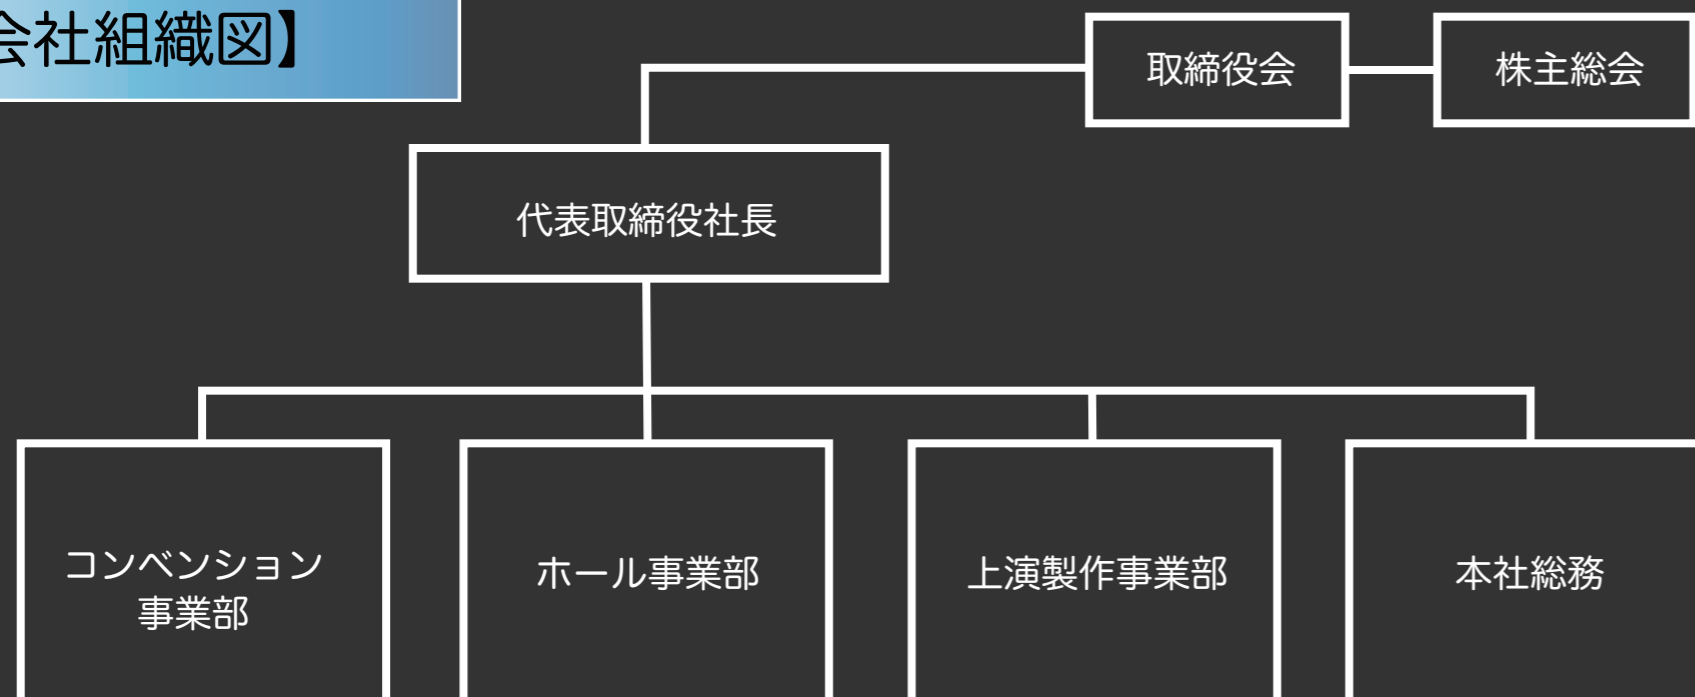 会社組織図】
取締役会
株主総会
代表取締役社長
コンベンション
事業部
ホール事業部
上演製作事業部
本社総務